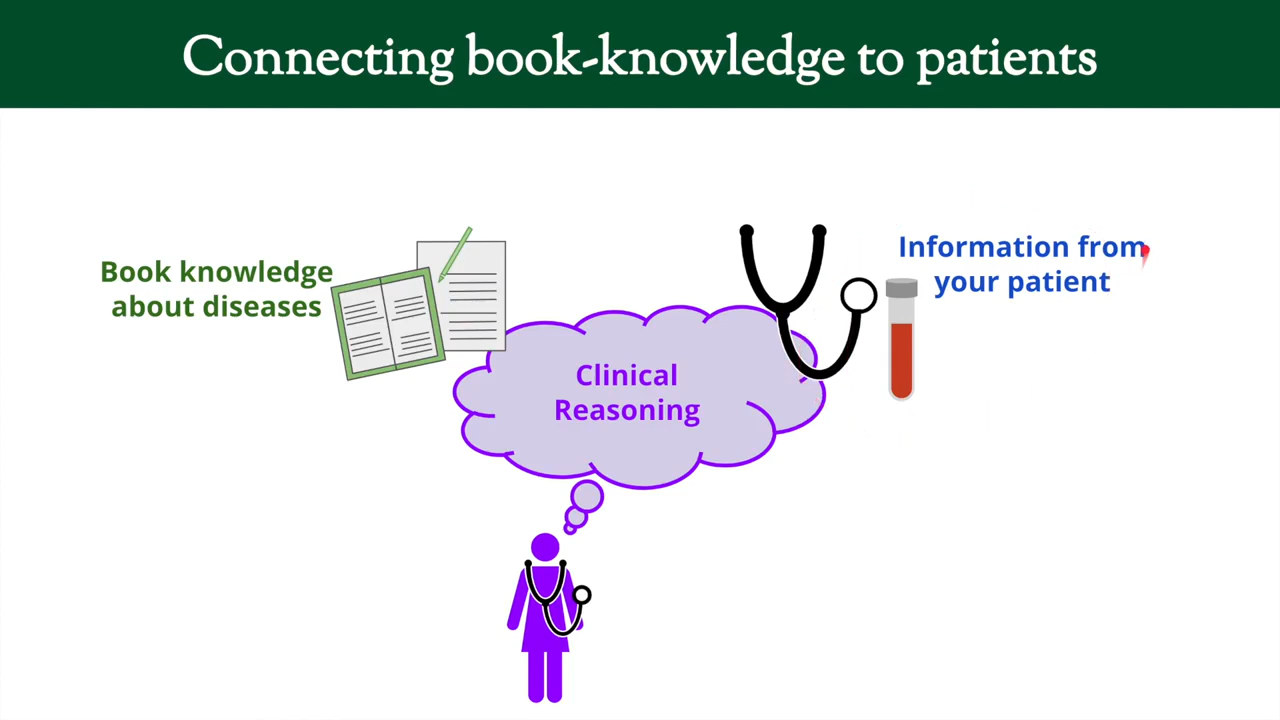 Connecting book-knowledge to patients
Book knowledge
about diseases
Information from
your patient
Clinical
Reasoning